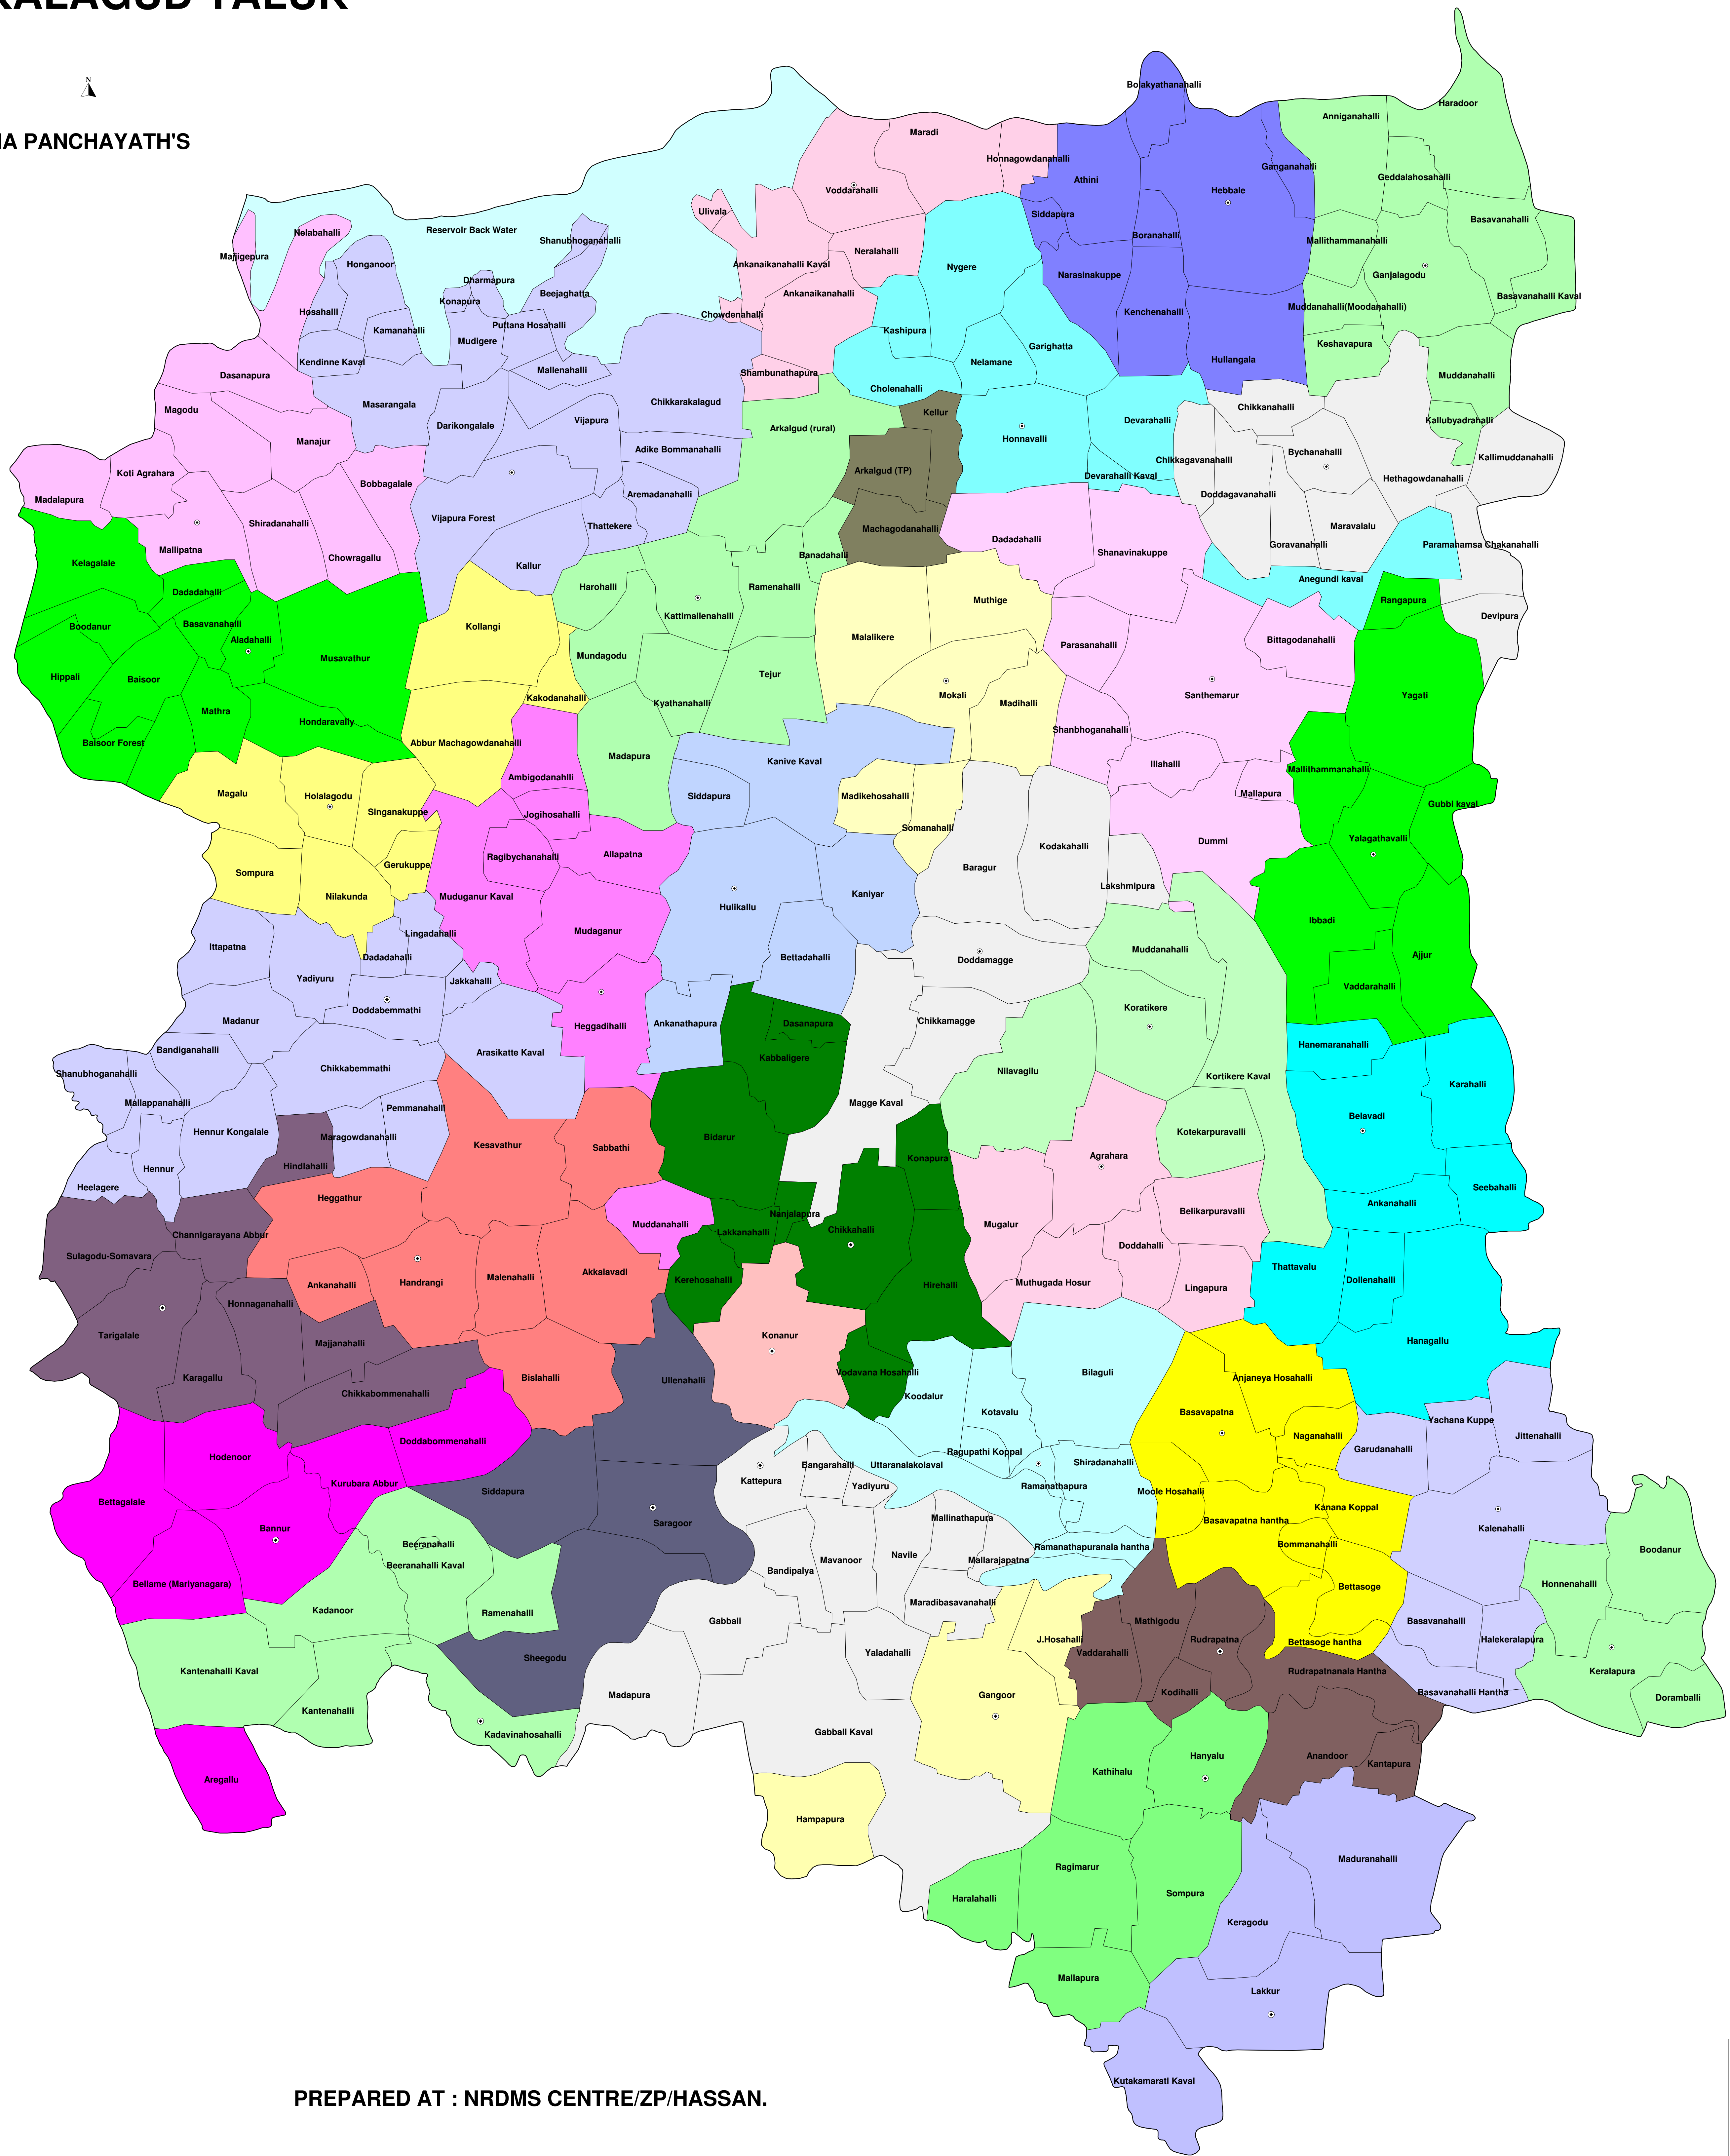 KALAGUD TALUK
N
A PANCHAYATH'S
Bolakyathanahalli
Haradoor
Anniganahalli
Maradi
Honnagowdanahalli
Ganganahalli
Athini
Geddalahosahalli
Voddarahalli
Hebbale
Ulivala
Siddapura
Basavanahalli
Nelabahalli
Reservoir Back Water
Shanubhoganahalli
Boranahalli
Mallithammanahalli
Majjigepura
Neralahalli
Honganoor
Ankanaikanahalli Kaval
Nygere
Narasinakuppe
Ganjalagodu
Dharmapura
Beejaghatta
Ankanaikanahalli
Basavanahalli Kaval
Konapura
Hosahalli
Chowdenahalli
Kenchenahalli
Muddanahalli(Moodanahalli)
Puttana Hosahalli
Kamanahalli
Kashipura
Mudigere
Garighatta
Keshavapura
Kendinne Kaval
Nelamane
Hullangala
Mallenahalli
Dasanapura
Shambunathapura
Muddanahalli
Cholenahalli
Masarangala
Chikkarakalagud
Magodu
Kellur
Chikkanahalli
Vijapura
Devarahalli
Kallubyadrahalli
Darikongalale
Arkalgud (rural)
Honnavalli
Manajur
Adike Bommanahalli
Bychanahalli
Kallimuddanahalli
Chikkagavanahalli
Koti Agrahara
Arkalgud (TP)
Devarahalli Kaval
Hethagowdanahalli
Bobbagalale
Aremadanahalli
Doddagavanahalli
Madalapura
Vijapura Forest
Shiradanahalli
Thattekere
Machagodanahalli
Maravalalu
Dadadahalli
Mallipatna
Shanavinakuppe
Goravanahalli
Paramahamsa Chakanahalli
Chowragallu
Banadahalli
Kelagalale
Kallur
Anegundi kaval
Harohalli
Ramenahalli
Dadadahalli
Muthige
Rangapura
Kattimallenahalli
Devipura
Boodanur
Basavanahalli
Kollangi
Aladahalli
Malalikere
Bittagodanahalli
Parasanahalli
Musavathur
Mundagodu
Hippali
Baisoor
Tejur
Mokali
Santhemarur
Yagati
Kakodanahalli
Kyathanahalli
Madihalli
Mathra
Hondaravally
Shanbhoganahalli
Baisoor Forest
Abbur Machagowdanahalli
Madapura
Kanive Kaval
Illahalli
Mallithammanahalli
Ambigodanahlli
Magalu
Holalagodu
Siddapura
Madikehosahalli
Mallapura
Gubbi kaval
Singanakuppe
Jogihosahalli
Somanahalli
Yalagathavalli
Dummi
Kodakahalli
Ragibychanahalli
Allapatna
Gerukuppe
Baragur
Sompura
Lakshmipura
Nilakunda
Muduganur Kaval
Kaniyar
Hulikallu
Ibbadi
Lingadahalli
Mudaganur
Ittapatna
Muddanahalli
Ajjur
Dadadahalli
Bettadahalli
Doddamagge
Yadiyuru
Jakkahalli
Vaddarahalli
Doddabemmathi
Koratikere
Madanur
Heggadihalli
Ankanathapura
Dasanapura
Chikkamagge
Hanemaranahalli
Bandiganahalli
Arasikatte Kaval
Kabbaligere
Chikkabemmathi
Nilavagilu
Shanubhoganahalli
Kortikere Kaval
Karahalli
Mallappanahalli
Pemmanahalli
Magge Kaval
Belavadi
Hennur Kongalale
Maragowdanahalli
Bidarur
Kotekarpuravalli
Kesavathur
Sabbathi
Hindlahalli
Agrahara
Konapura
Hennur
Heelagere
Heggathur
Seebahalli
Ankanahalli
Nanjalapura
Belikarpuravalli
Muddanahalli
Mugalur
Channigarayana Abbur
Lakkanahalli
Chikkahalli
Doddahalli
Sulagodu-Somavara
Thattavalu
Akkalavadi
Malenahalli
Kerehosahalli
Dollenahalli
Ankanahalli
Handrangi
Hirehalli
Muthugada Hosur
Lingapura
Honnaganahalli
Tarigalale
Konanur
Hanagallu
Majjanahalli
Vodavana Hosahalli
Bilaguli
Karagallu
Bislahalli
Ullenahalli
Anjaneya Hosahalli
Chikkabommenahalli
Koodalur
Kotavalu
Basavapatna
Yachana Kuppe
Doddabommenahalli
Naganahalli
Jittenahalli
Garudanahalli
Ragupathi Koppal
Hodenoor
Uttaranalakolavai
Shiradanahalli
Bangarahalli
Kattepura
Kurubara Abbur
Yadiyuru
Ramanathapura
Siddapura
Moole Hosahalli
Bettagalale
Kanana Koppal
Mallinathapura
Basavapatna hantha
Saragoor
Bannur
Kalenahalli
Beeranahalli
Bommanahalli
Ramanathapuranala hantha
Boodanur
Navile
Mallarajapatna
Mavanoor
Beeranahalli Kaval
Bandipalya
Bellame (Mariyanagara)
Honnenahalli
Bettasoge
Maradibasavanahalli
Kadanoor
Ramenahalli
Gabbali
Mathigodu
Basavanahalli
J.Hosahalli
Rudrapatna
Halekeralapura
Bettasoge hantha
Yaladahalli
Vaddarahalli
Sheegodu
Kantenahalli Kaval
Rudrapatnanala Hantha
Keralapura
Kodihalli
Basavanahalli Hantha
Madapura
Gangoor
Doramballi
Kantenahalli
Kadavinahosahalli
Gabbali Kaval
Hanyalu
Anandoor
Kantapura
Kathihalu
Aregallu
Hampapura
Maduranahalli
Ragimarur
Sompura
Haralahalli
Keragodu
Mallapura
Lakkur
Kutakamarati Kaval
PREPARED AT : NRDMS CENTRE/ZP/HASSAN.